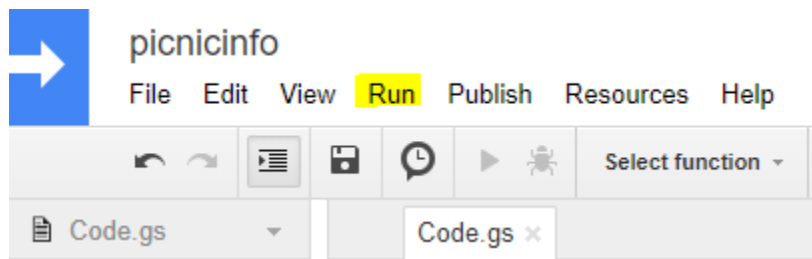 picnicinfo
File Edit View Run Publish Resources Help
Select function
Code.gs Code.gs